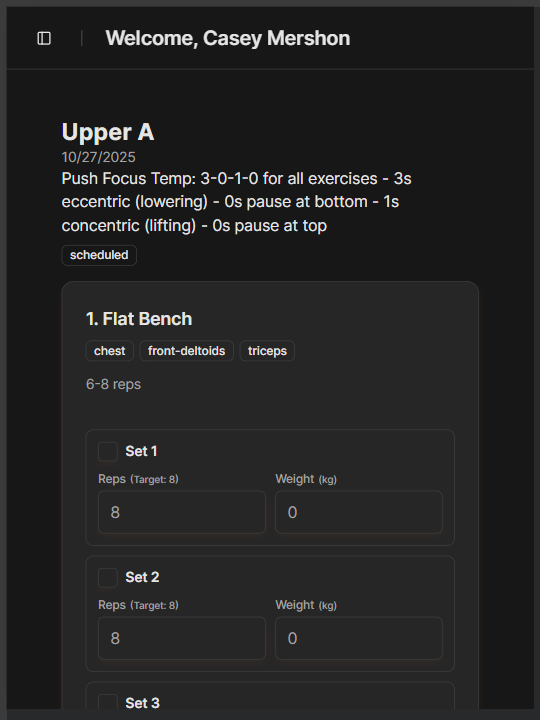 Welcome, Casey Mershon
Upper A
10/27/2025
Push Focus Temp: 3-0-1-0 for all exercises - 3s
eccentric (lowering) - 0s pause at bottom - 1s
concentric (lifting) - 0s pause at top
scheduled
1. Flat Bench
chest front-deltoids triceps
6-8 reps
Set 1
Reps (Target: 8) Weight (kg)
8 0
Set 2
Reps (Target: 8) Weight (kg)
8 0
Set 3